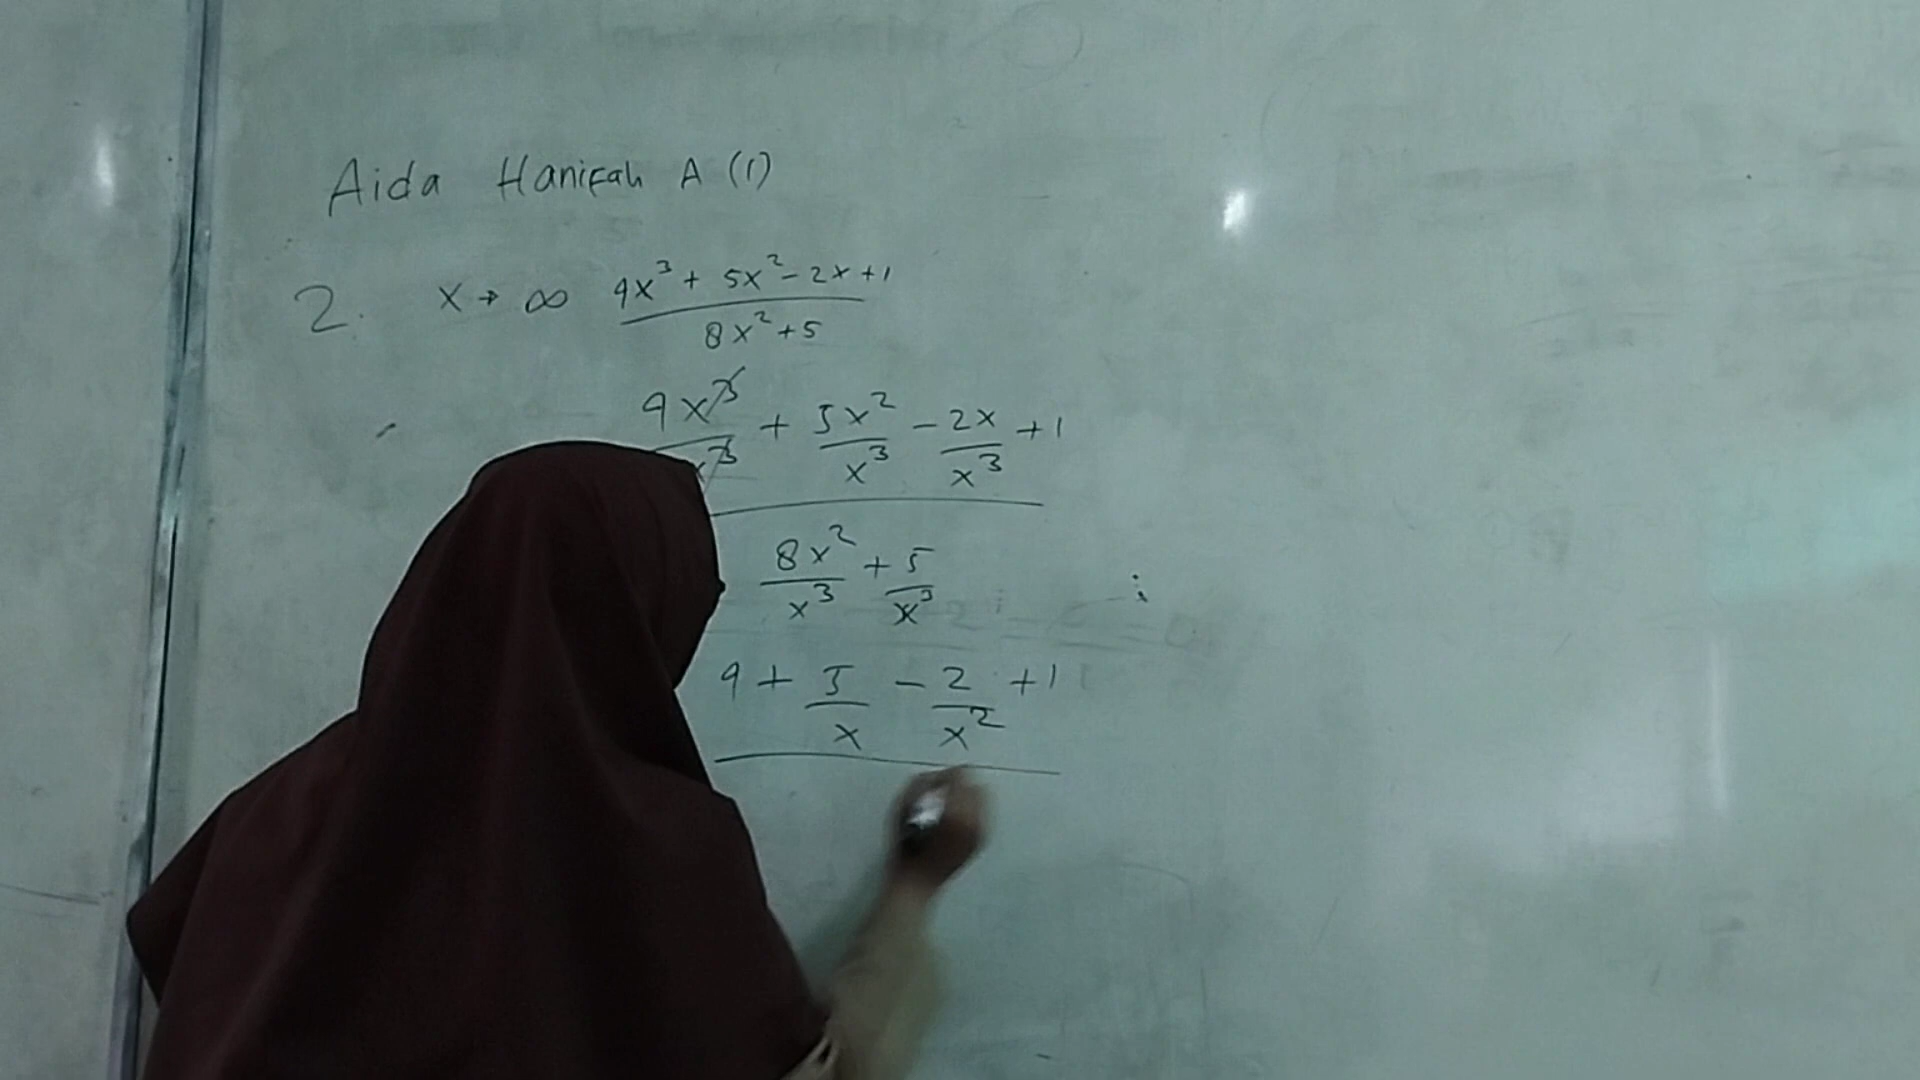 Aida Hanifah A (1)
2. x → ∞ 9x³ + 5x² - 2x + 1
8x² + 5
9x³ + 5x² - 2x + 1
x³ x³ x³
8x² + 5
x³ x³
9 + 5 - 2 + 1
x x²